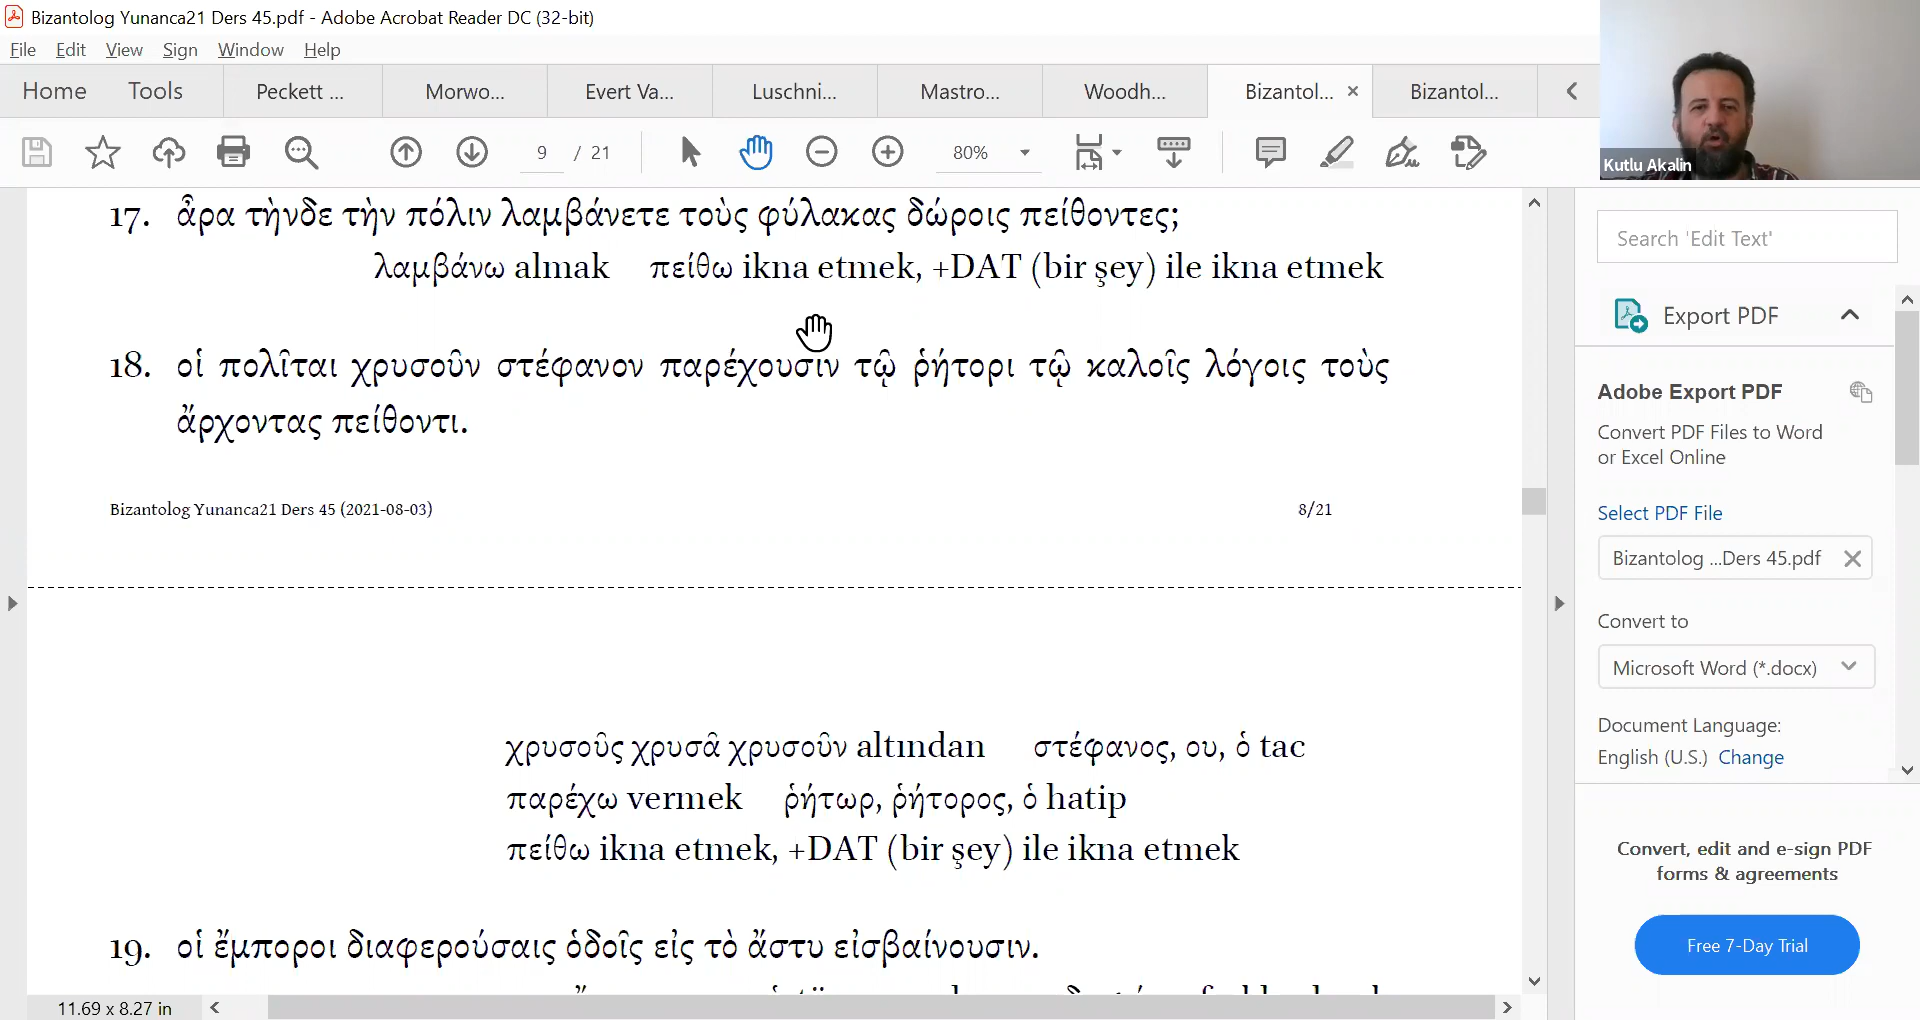 Bizantolog Yunanca21 Ders 45.pdf - Adobe Acrobat Reader DC (32-bit)
File Edit View Sign Window Help
Home Tools Peckett ... Morwo... Evert Va... Luschni... Mastro... Woodh... Bizantol... × Bizantol...
9 / 21 80%
Kutlu Akalin
17. ἆρα τὴνδε τὴν πόλιν λαμβάνετε τοὺς φύλακας δώροις πείθοντες;
λαμβάνω almak πείθω ikna etmek, +DAT (bir şey) ile ikna etmek
18. οἱ πολῖται χρυσοῦν στέφανον παρέχουσιν τῷ ῥήτορι τῷ καλοῖς λόγοις τοὺς
ἄρχοντας πείθοντι.
Bizantolog Yunanca21 Ders 45 (2021-08-03) 8/21
χρυσοῦς χρυσᾶ χρυσοῦν altından στέφανος, ου, ὁ tac
παρέχω vermek ῥήτωρ, ῥήτορος, ὁ hatip
πείθω ikna etmek, +DAT (bir şey) ile ikna etmek
19. οἱ ἔμποροι διαφερούσαις ὁδοῖς εἰς τὸ ἄστυ εἰσβαίνουσιν.
11.69 x 8.27 in
Search 'Edit Text'
Export PDF
Adobe Export PDF
Convert PDF Files to Word
or Excel Online
Select PDF File
Bizantolog ...Ders 45.pdf
Convert to
Microsoft Word (*.docx)
Document Language:
English (U.S.) Change
Convert, edit and e-sign PDF
forms & agreements
Free 7-Day Trial